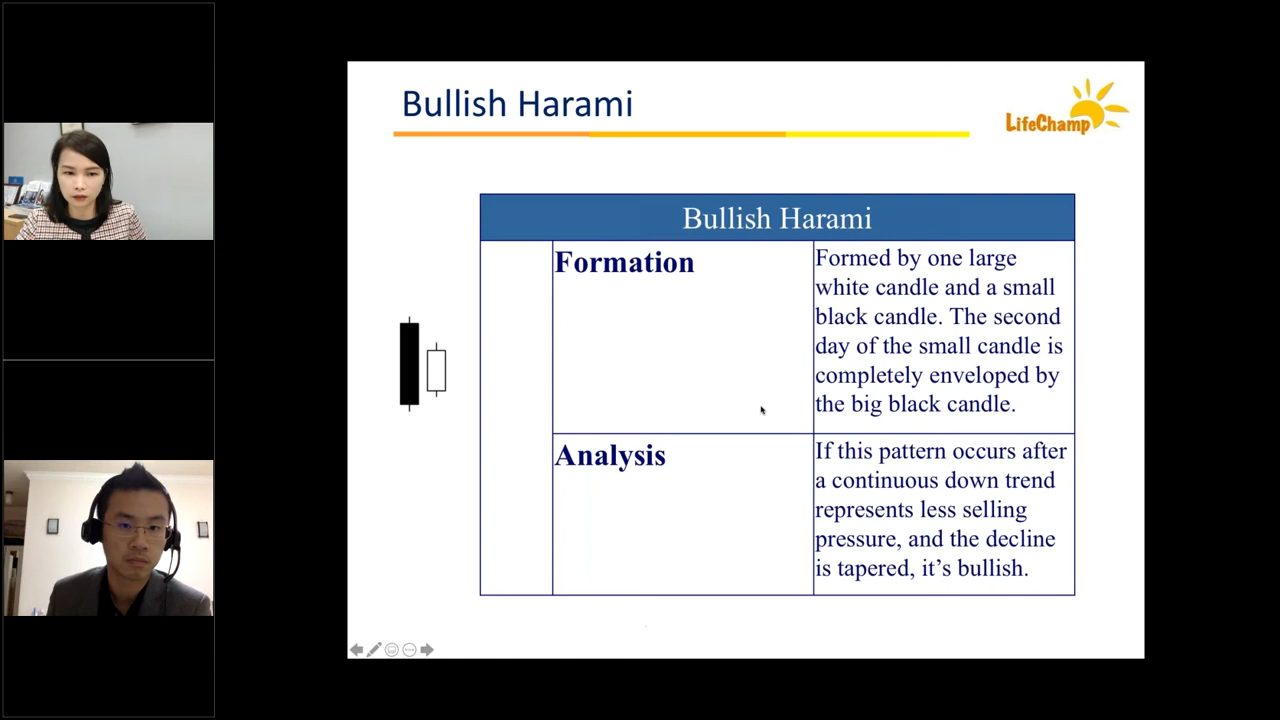 Bullish Harami
LifeChamp
Bullish Harami
Formation
Formed by one large
white candle and a small
black candle. The second
day of the small candle is
completely enveloped by
the big black candle.
Analysis
If this pattern occurs after
a continuous down trend
represents less selling
pressure, and the decline
is tapered, it’s bullish.